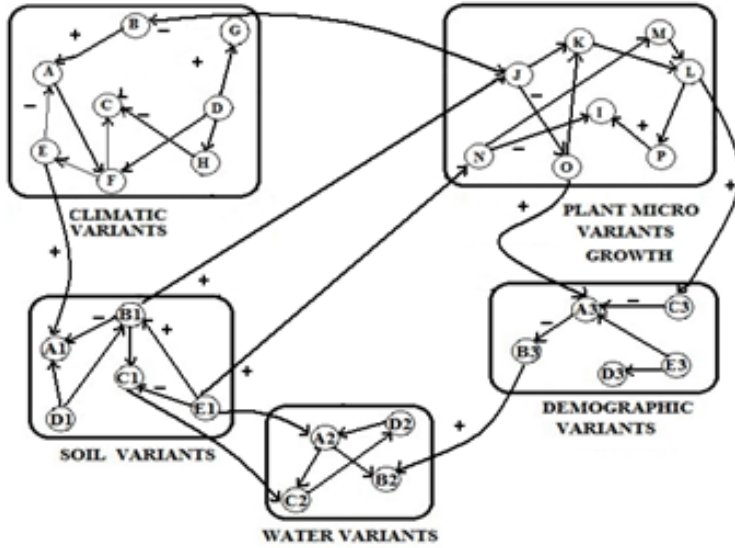 B
G
+
−
A
+
C
+
−
D
−
E
F
H
CLIMATIC
VARIANTS
K
M
J
L
−
I
+
N
−
O
P
+
+
PLANT MICRO
VARIANTS
GROWTH
+
+
B1
−
+
A1
C1
−
D1
E1
+
SOIL VARIANTS
A3
−
C3
−
B3
D3
E3
DEMOGRAPHIC
VARIANTS
+
A2
D2
B2
C2
WATER VARIANTS